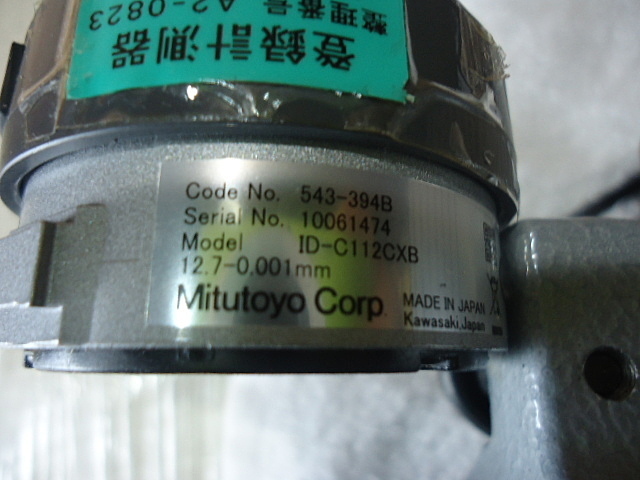 登録計測器
整理番号 A2-0823
Code No. 543-394B
Serial No. 10061474
Model ID-C112CXB
12.7-0.001mm
Mitutoyo Corp.
MADE IN JAPAN
Kawasaki,Japan